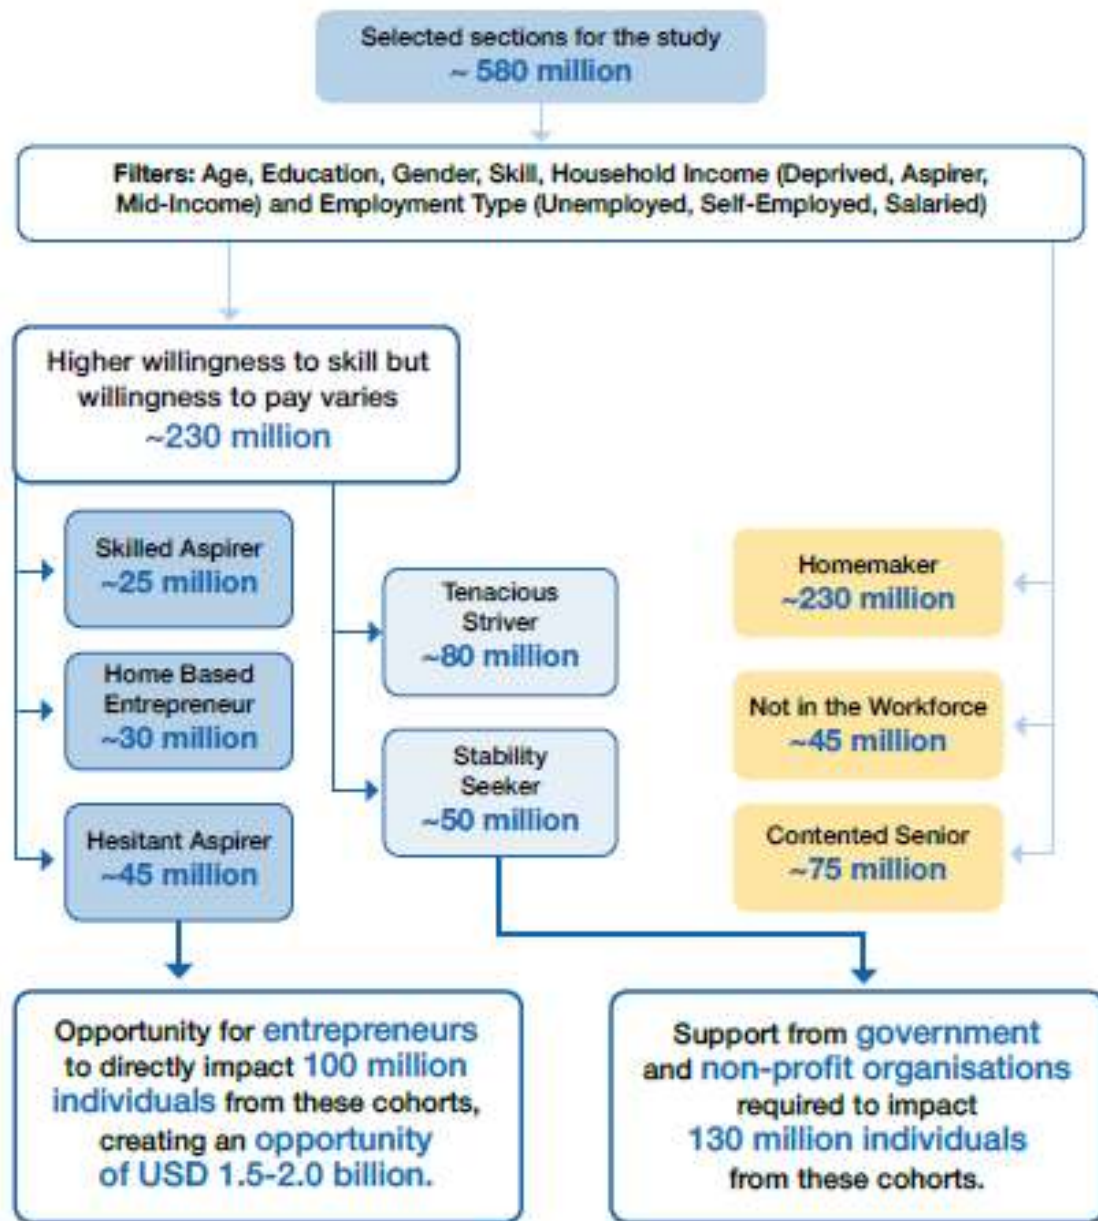 Selected sections for the study
~ 580 million
Filters: Age, Education, Gender, Skill, Household Income (Deprived, Aspirer,
Mid-Income) and Employment Type (Unemployed, Self-Employed, Salaried)
Higher willingness to skill but
willingness to pay varies
~230 million
Skilled Aspirer
~25 million
Home Based
Entrepreneur
~30 million
Hesitant Aspirer
~45 million
Tenacious
Striver
~80 million
Stability
Seeker
~50 million
Homemaker
~230 million
Not in the Workforce
~45 million
Contented Senior
~75 million
Opportunity for entrepreneurs
to directly impact 100 million
individuals from these cohorts,
creating an opportunity
of USD 1.5-2.0 billion.
Support from government
and non-profit organisations
required to impact
130 million individuals
from these cohorts.